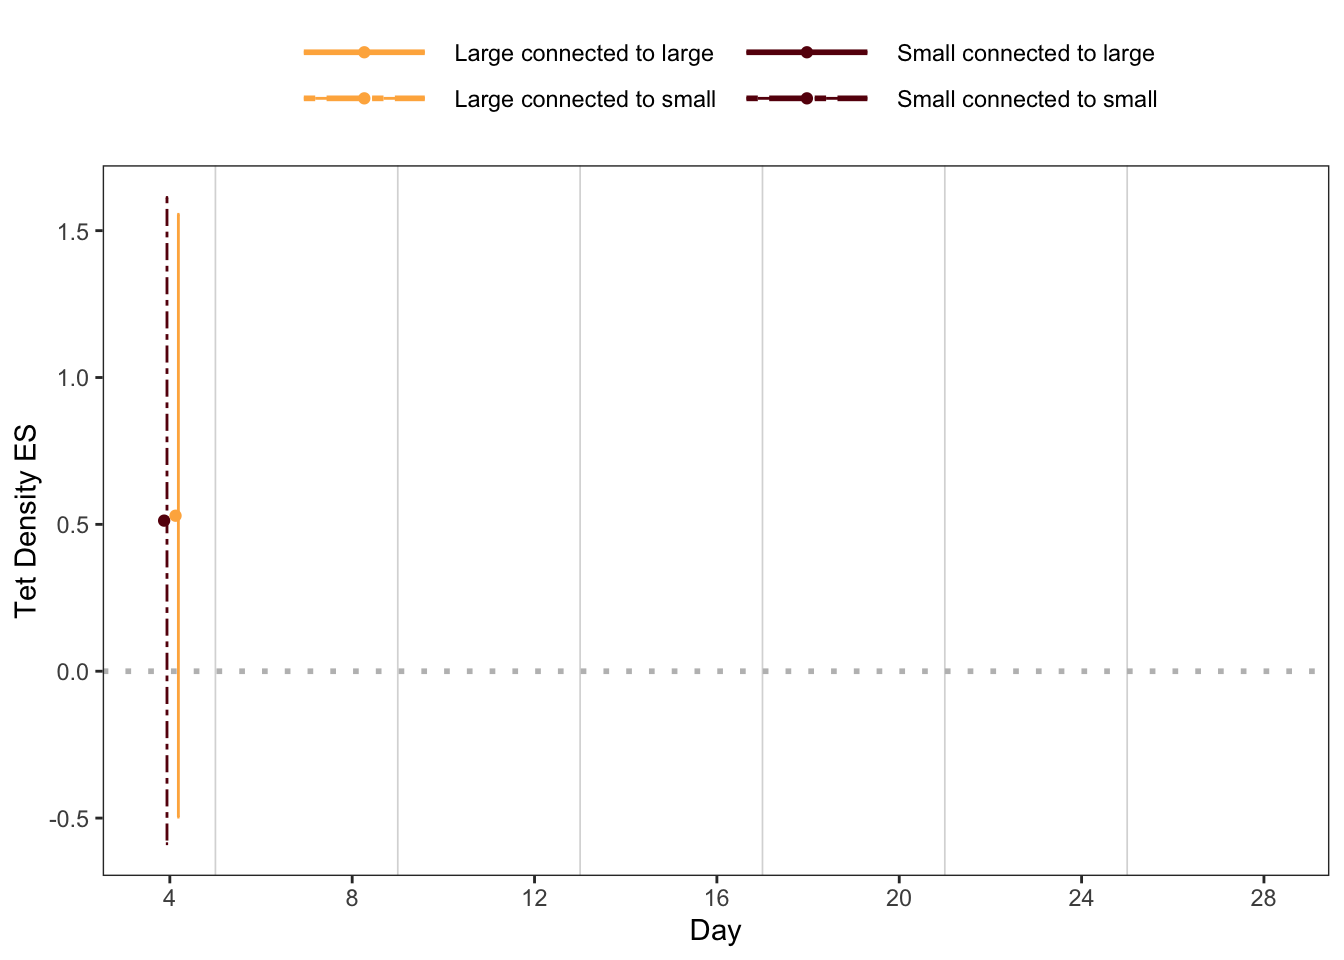 Large connected to large
Small connected to large
Large connected to small
Small connected to small
1.5
1.0
0.5
0.0
-0.5
Tet Density ES
4 8 12 16 20 24 28
Day